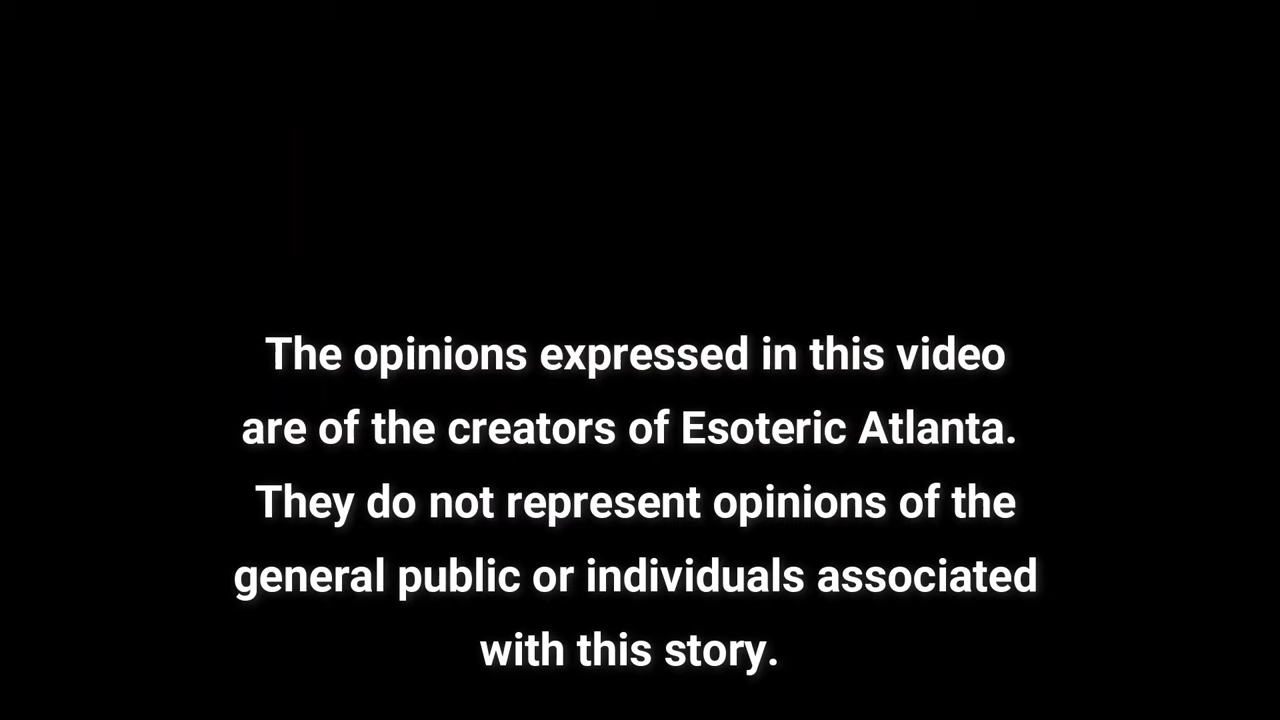 The opinions expressed in this video
are of the creators of Esoteric Atlanta.
They do not represent opinions of the
general public or individuals associated
with this story.